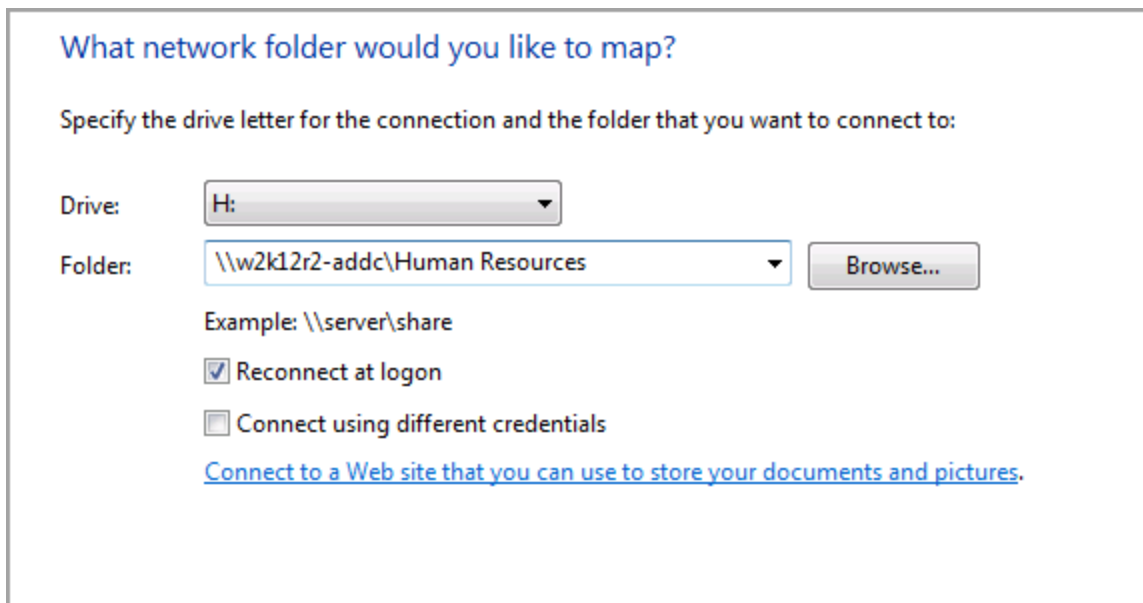 What network folder would you like to map?
Specify the drive letter for the connection and the folder that you want to connect to:
Drive: H:
Folder: \\w2k12r2-addc\Human Resources Browse...
Example: \\server\share
Reconnect at logon
Connect using different credentials
Connect to a Web site that you can use to store your documents and pictures.